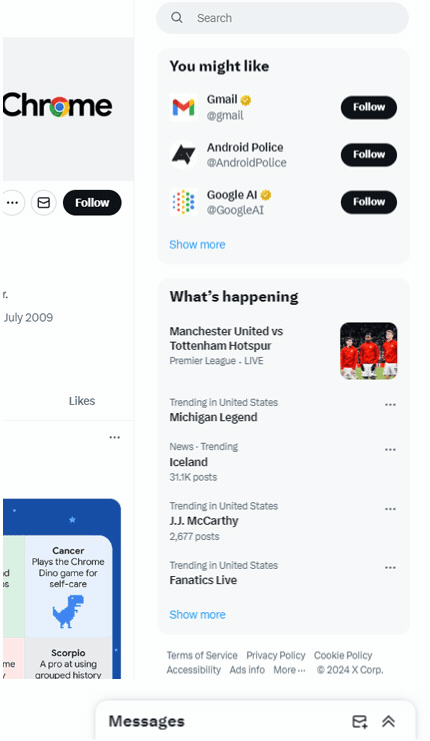 Search
Chrome
Follow
r.
July 2009
Likes
Cancer
Plays the Chrome
Dino game for
self-care
Scorpio
A pro at using
grouped history
You might like
Gmail
@gmail
Follow
Android Police
@AndroidPolice
Follow
Google AI
@GoogleAI
Follow
Show more
What's happening
Manchester United vs
Tottenham Hotspur
Premier League · LIVE
Trending in United States
Michigan Legend
News · Trending
Iceland
31.1K posts
Trending in United States
J.J. McCarthy
2,677 posts
Trending in United States
Fanatics Live
Show more
Terms of Service Privacy Policy Cookie Policy
Accessibility Ads info More ··· © 2024 X Corp.
Messages